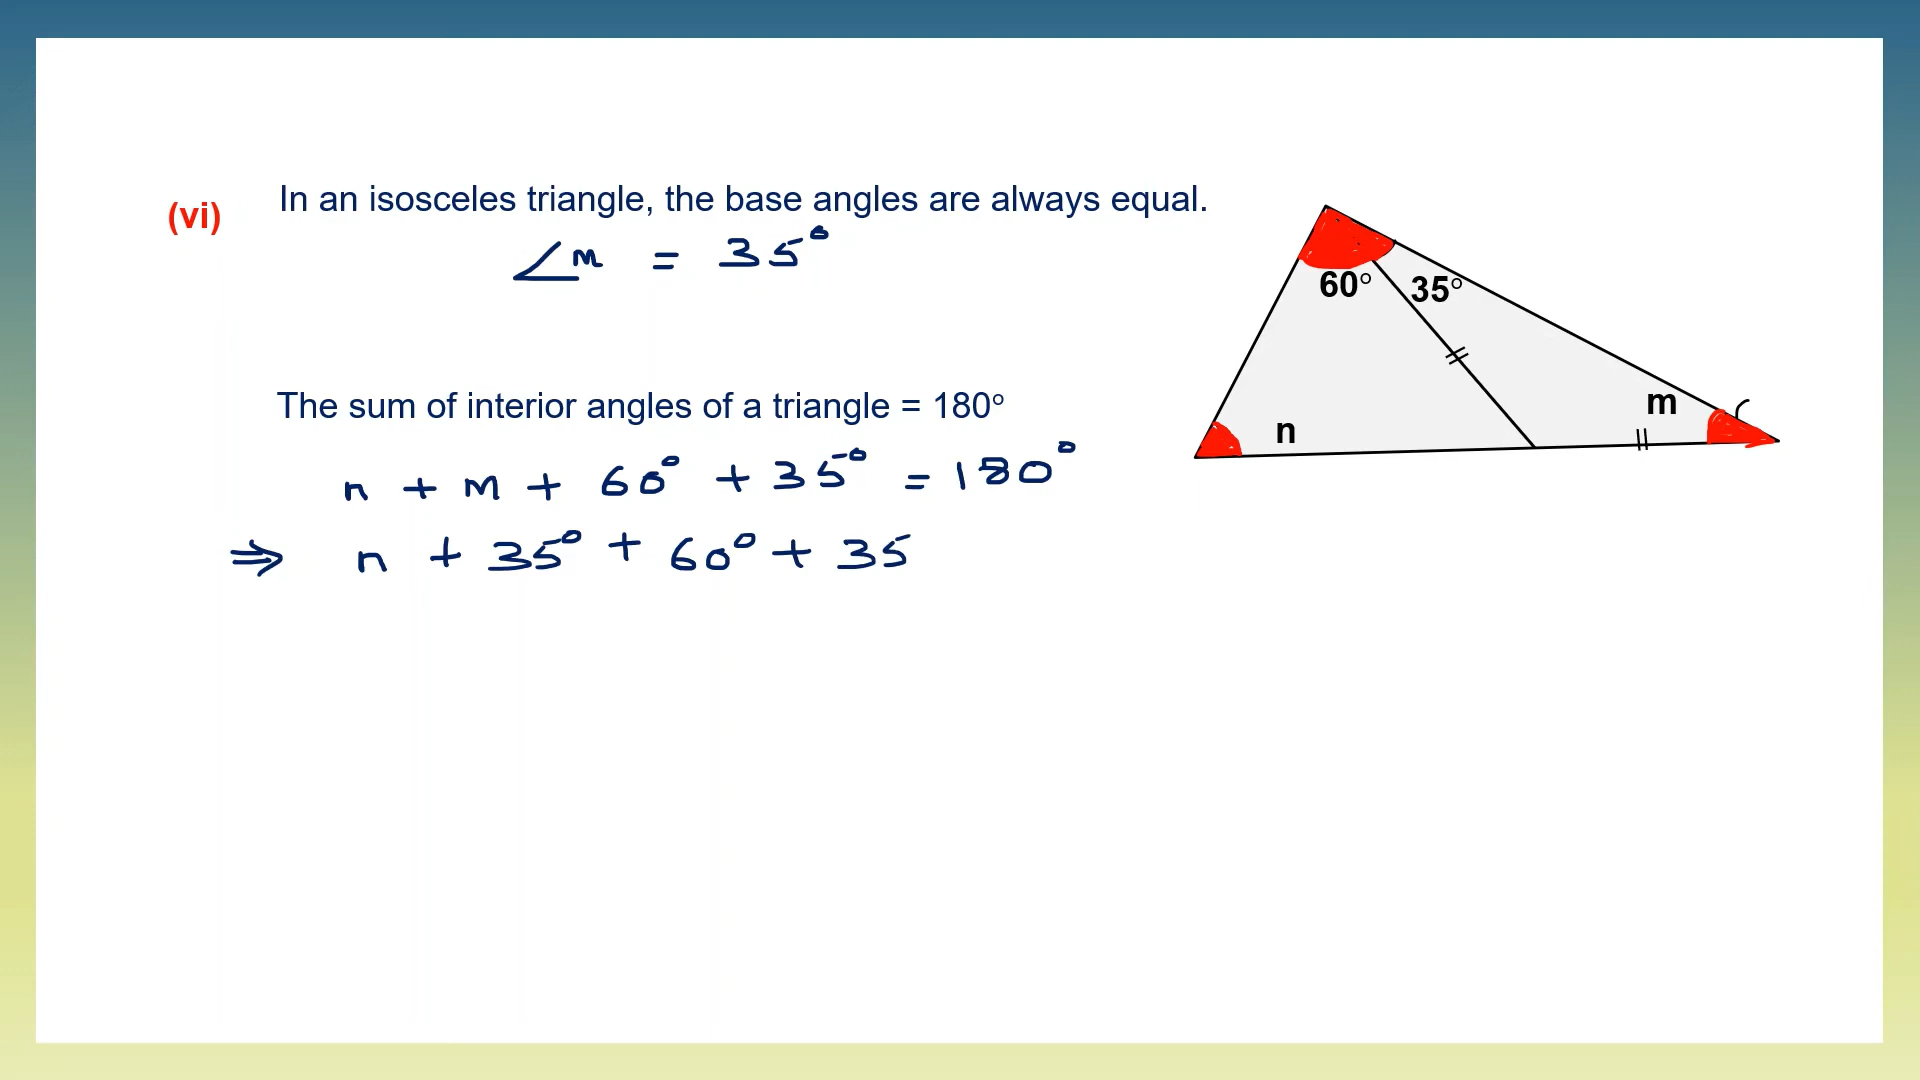 (vi) In an isosceles triangle, the base angles are always equal.
∠m = 35°
60° 35°
The sum of interior angles of a triangle = 180°
m
n
n + m + 60° + 35° = 180°
⇒ n + 35° + 60° + 35